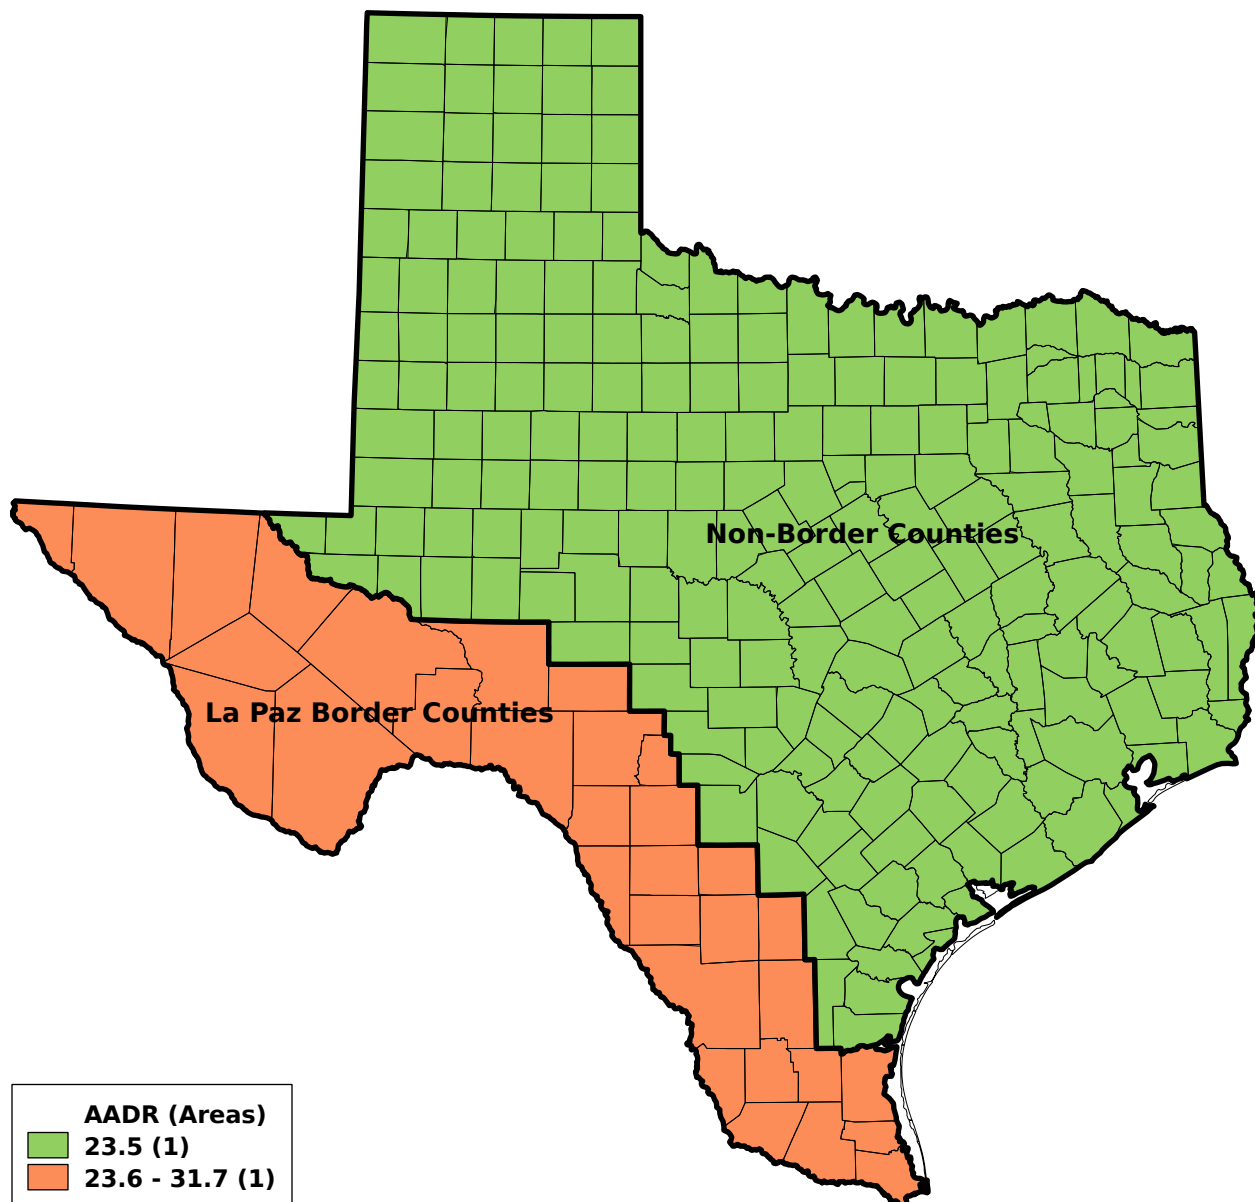 Non-Border Counties
La Paz Border Counties
AADR (Areas)
23.5 (1)
23.6 - 31.7 (1)